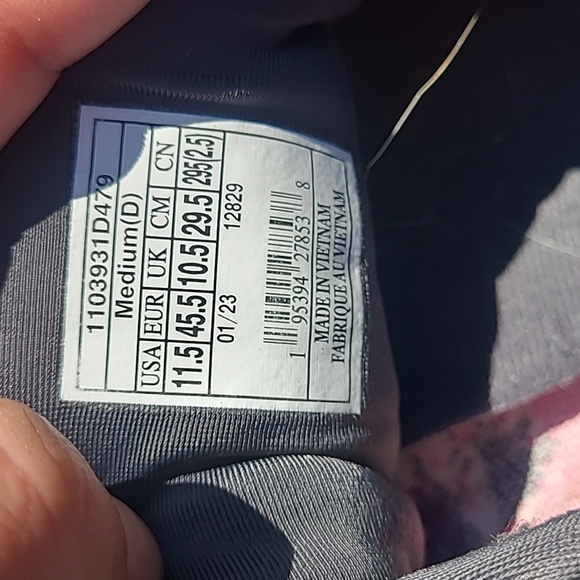 1103931D479
Medium(D)
USA EUR UK CM CN
11.5 45.5 10.5 29.5 295(2.5)
01/23 12829
1 95394 27853 8
MADE IN VIETNAM
FABRIQUE AU VIETNAM